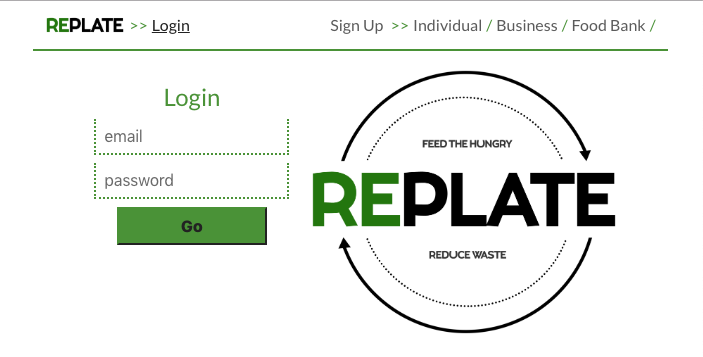 REPLATE >> Login
Sign Up >> Individual / Business / Food Bank /
Login
email
password
Go
FEED THE HUNGRY
REPLATE
REDUCE WASTE